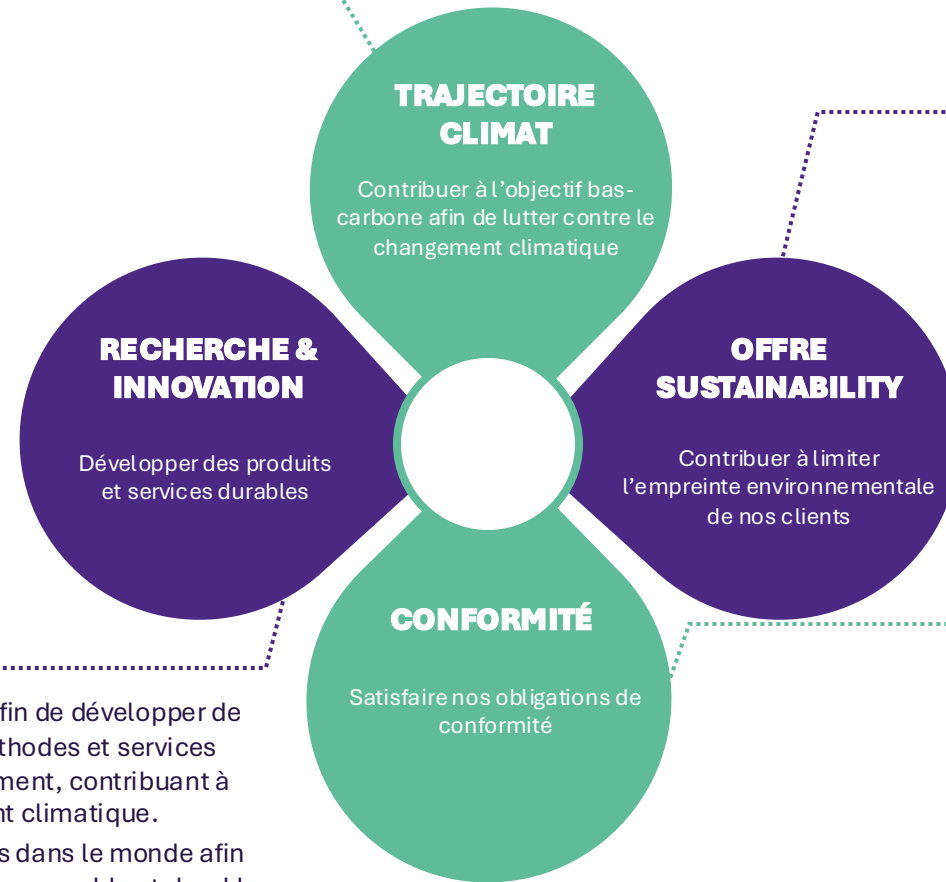 TRAJECTOIRE
CLIMAT
Contribuer à l’objectif bas-
carbone afin de lutter contre le
changement climatique
RECHERCHE &
INNOVATION
Développer des produits
et services durables
OFFRE
SUSTAINABILITY
Contribuer à limiter
l’empreinte environnementale
de nos clients
CONFORMITÉ
Satisfaire nos obligations de
conformité
fin de développer de
thodes et services
ment, contribuant à
nt climatique.
s dans le monde afin